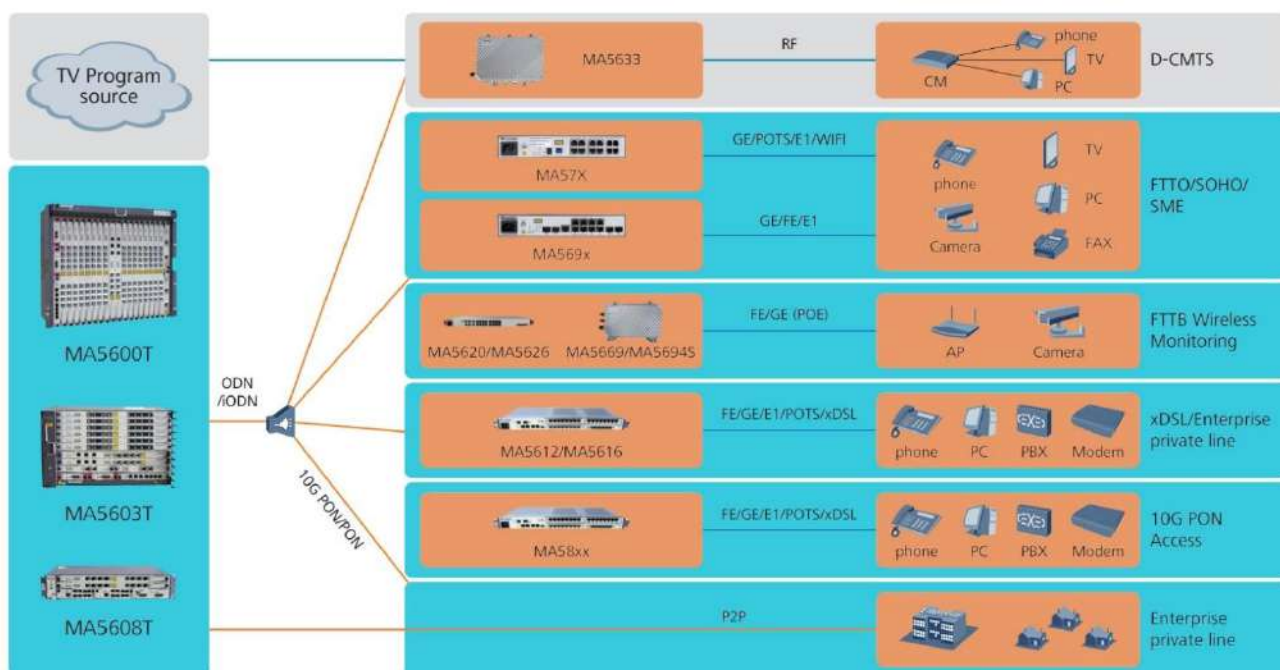 TV Program
source
MA5600T
MA5603T
MA5608T
ODN
/iODN
10G PON/PON
MA5633
RF
CM
phone
TV
PC
D-CMTS
MA57X
GE/POTS/E1/WIFI
MA569x
GE/FE/E1
phone
TV
PC
Camera
FAX
FTTO/SOHO/
SME
MA5620/MA5626
MA5669/MA5694S
FE/GE (POE)
AP
Camera
FTTB Wireless
Monitoring
MA5612/MA5616
FE/GE/E1/POTS/xDSL
phone
PC
PBX
Modem
xDSL/Enterprise
private line
MA58xx
FE/GE/E1/POTS/xDSL
phone
PC
PBX
Modem
10G PON
Access
P2P
Enterprise
private line